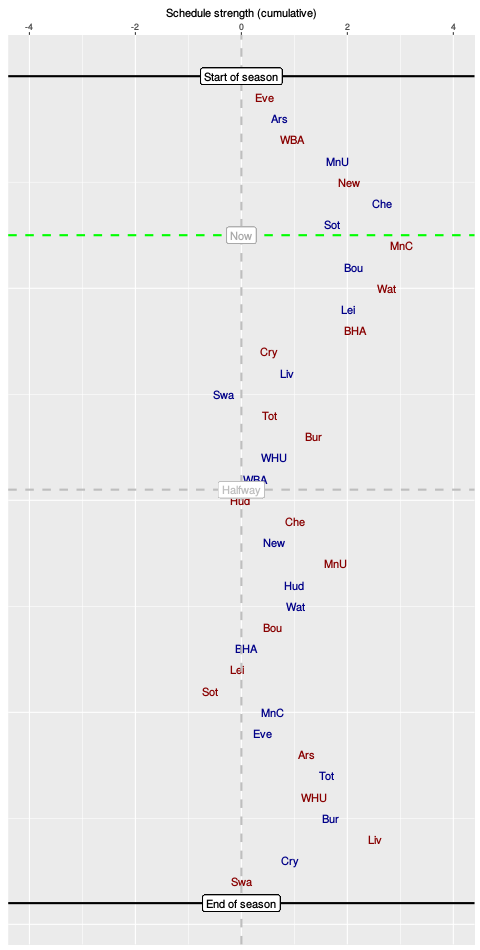 Schedule strength (cumulative)
-4 -2 0 2 4
Start of season
Eve
Ars
WBA
MnU
New
Che
Sot
Now
MnC
Bou
Wat
Lei
BHA
Cry
Liv
Swa
Tot
Bur
WHU
WBA
Halfway
Hud
Che
New
MnU
Hud
Wat
Bou
BHA
Lei
Sot
MnC
Eve
Ars
Tot
WHU
Bur
Liv
Cry
Swa
End of season